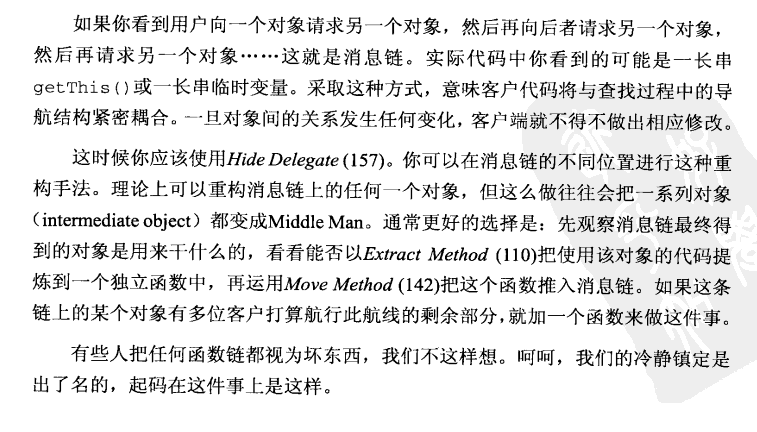 如果你看到用户向一个对象请求另一个对象，然后再向后者请求另一个对象，
然后再请求另一个对象……这就是消息链。实际代码中你看到的可能是一长串
getThis()或一长串临时变量。采取这种方式，意味客户代码将与查找过程中的导
航结构紧密耦合。一旦对象间的关系发生任何变化，客户端就不得不做出相应修改。
这时候你应该使用Hide Delegate (157)。你可以在消息链的不同位置进行这种重
构手法。理论上可以重构消息链上的任何一个对象，但这么做往往会把一系列对象
（intermediate object）都变成Middle Man。通常更好的选择是：先观察消息链最终得
到的对象是用来干什么的，看看能否以Extract Method (110)把使用该对象的代码提
炼到一个独立函数中，再运用Move Method (142)把这个函数推入消息链。如果这条
链上的某个对象有多位客户打算航行此航线的剩余部分，就加一个函数来做这件事。
有些人把任何函数链都视为坏东西，我们不这样想。呵呵，我们的冷静镇定是
出了名的，起码在这件事上是这样。